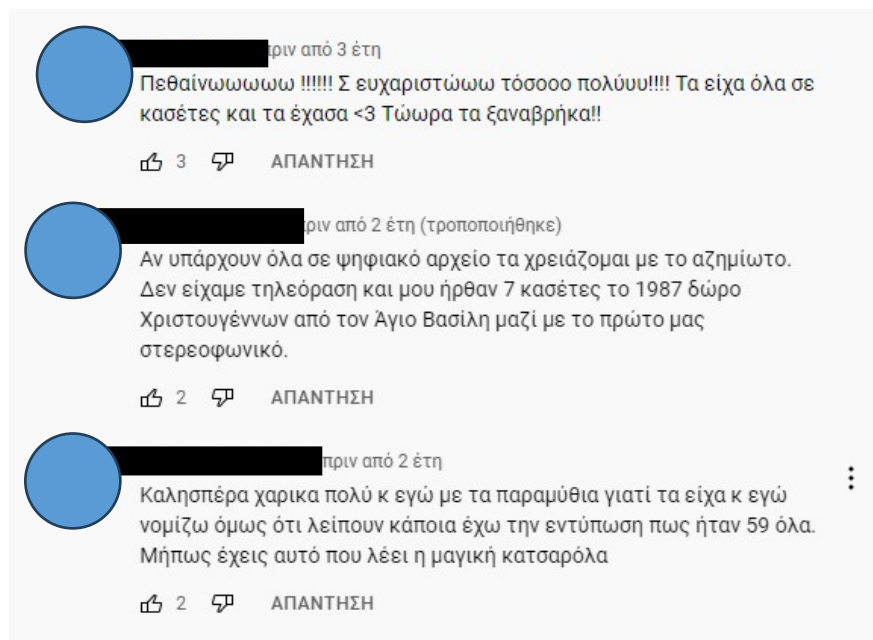 πριν από 3 έτη
Πεθαίνωωωωω !!!!!! Σ ευχαριστώωω τόσοοο πολύυυ!!!! Τα είχα όλα σε
κασέτες και τα έχασα <3 Τώωρα τα ξαναβρήκα!!
3 ΑΠΑΝΤΗΣΗ
πριν από 2 έτη (τροποποιήθηκε)
Αν υπάρχουν όλα σε ψηφιακό αρχείο τα χρειάζομαι με το αζημίωτο.
Δεν είχαμε τηλεόραση και μου ήρθαν 7 κασέτες το 1987 δώρο
Χριστουγέννων από τον Άγιο Βασίλη μαζί με το πρώτο μας
στερεοφωνικό.
2 ΑΠΑΝΤΗΣΗ
πριν από 2 έτη
Καλησπέρα χαρικα πολύ κ εγώ με τα παραμύθια γιατί τα είχα κ εγώ
νομίζω όμως ότι λείπουν κάποια έχω την εντύπωση πως ήταν 59 όλα.
Μήπως έχεις αυτό που λέει η μαγική κατσαρόλα
2 ΑΠΑΝΤΗΣΗ